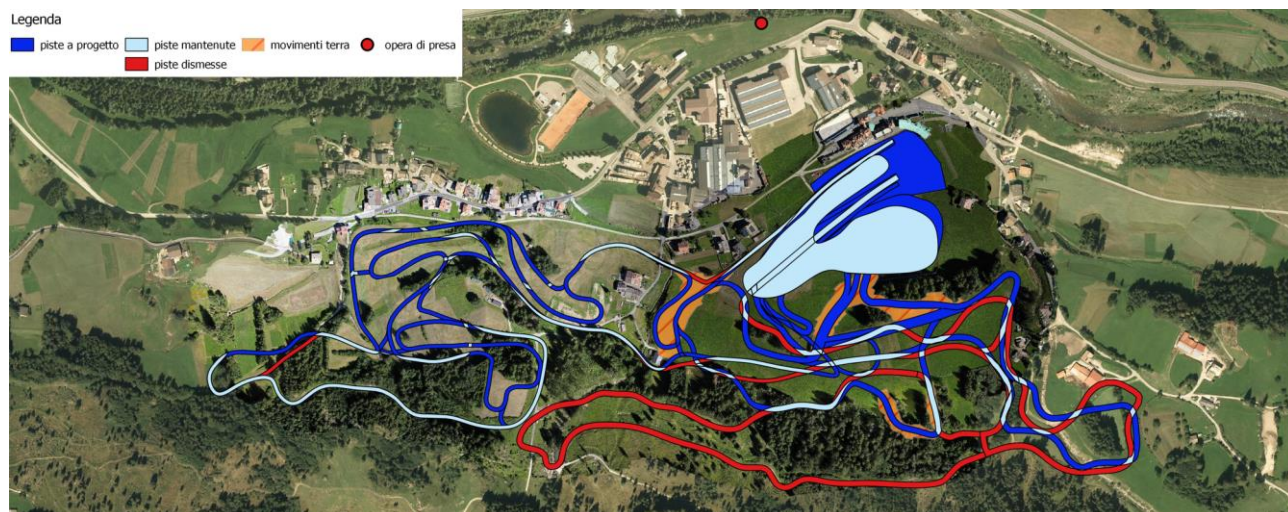 Legenda
piste a progetto piste mantenute movimenti terra opera di presa
piste dismesse